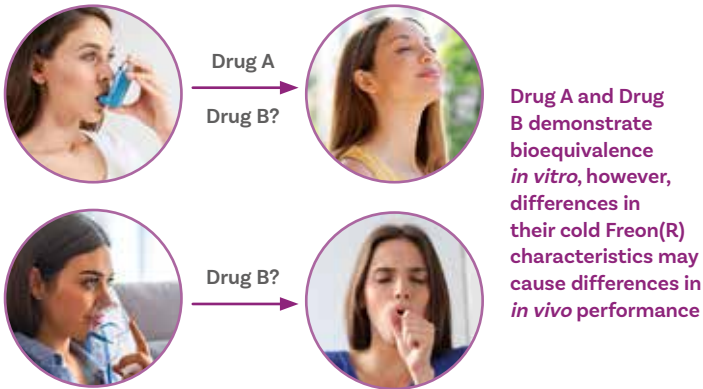 Drug A
Drug B?
Drug B?
Drug A and Drug
B demonstrate
bioequivalence
in vitro, however,
differences in
their cold Freon(R)
characteristics may
cause differences in
in vivo performance